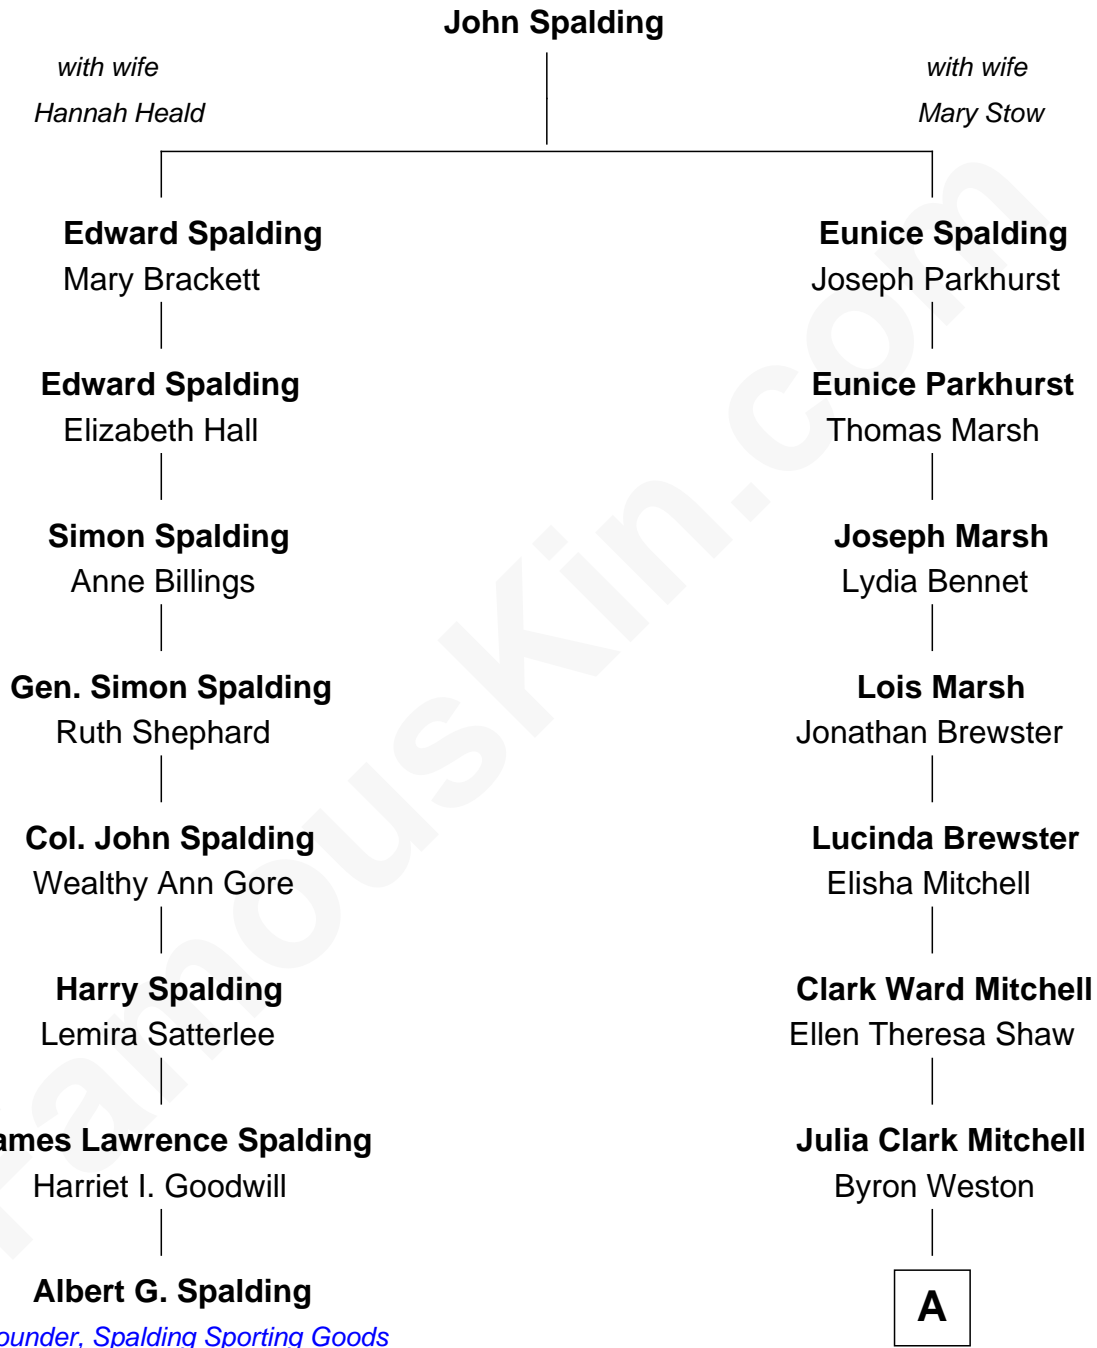 John Spalding
with wife
Hannah Heald
with wife
Mary Stow
Edward Spalding
Mary Brackett
Eunice Spalding
Joseph Parkhurst
Edward Spalding
Elizabeth Hall
Eunice Parkhurst
Thomas Marsh
Simon Spalding
Anne Billings
Joseph Marsh
Lydia Bennet
Gen. Simon Spalding
Ruth Shephard
Lois Marsh
Jonathan Brewster
Col. John Spalding
Wealthy Ann Gore
Lucinda Brewster
Elisha Mitchell
Harry Spalding
Lemira Satterlee
Clark Ward Mitchell
Ellen Theresa Shaw
ames Lawrence Spalding
Harriet I. Goodwill
Julia Clark Mitchell
Byron Weston
Albert G. Spalding
ounder, Spalding Sporting Goods
A
FamousKin.com